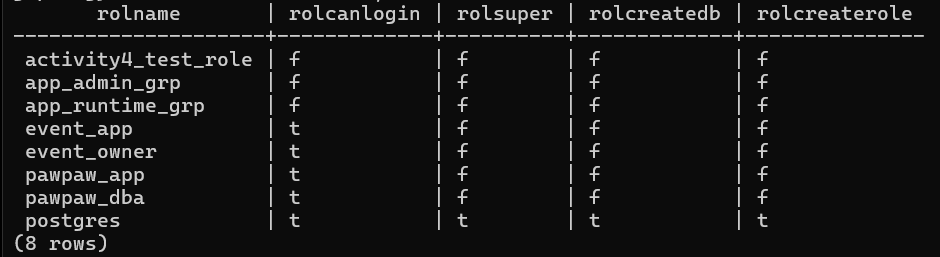 rolname        | rolcanlogin | rolsuper | rolcreatedb | rolcreaterole
---------------------+-------------+----------+-------------+---------------
 activity4_test_role | f           | f        | f           | f
 app_admin_grp       | f           | f        | f           | f
 app_runtime_grp     | f           | f        | f           | f
 event_app           | t           | f        | f           | f
 event_owner         | t           | f        | f           | f
 pawpaw_app          | t           | f        | f           | f
 pawpaw_dba          | t           | f        | f           | f
 postgres            | t           | t        | t           | t
(8 rows)